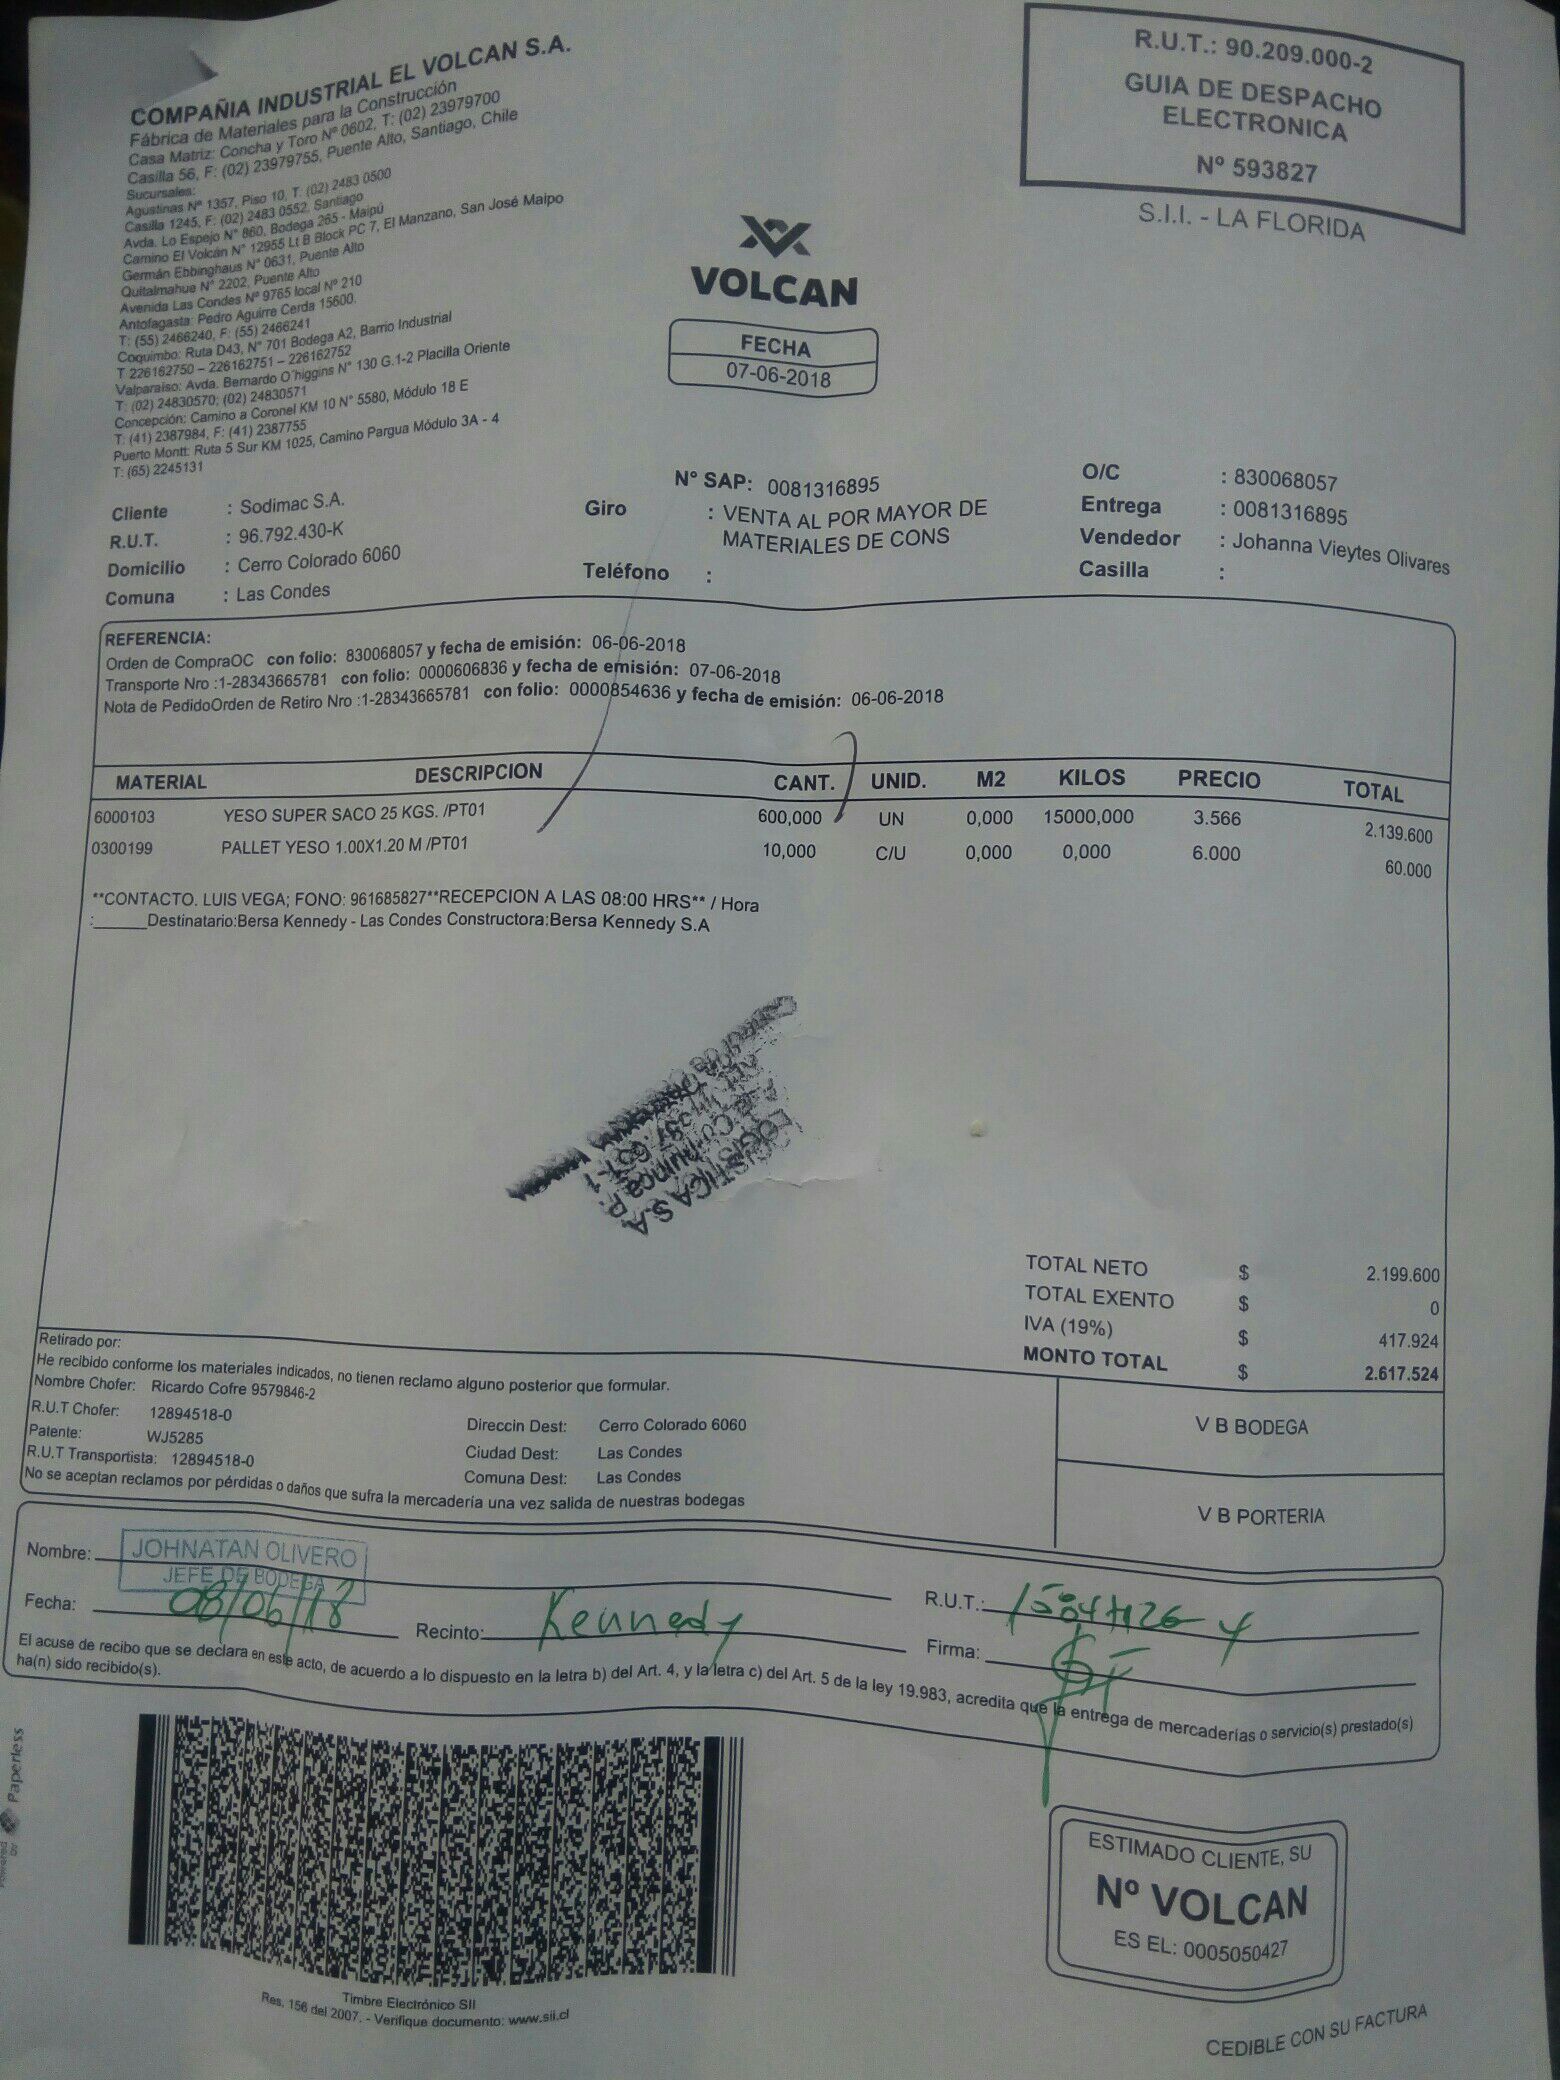 COMPAÑIA INDUSTRIAL EL VOLCAN S.A.
Fábrica de Materiales para la Construcción
Casa Matriz: Concha y Toro Nº 0602, T: (02) 23979700
Casilla 56, F: (02) 23979755, Puente Alto, Santiago, Chile
Sucursales:
Agustinas Nº 1357, Piso 10, T. (02) 2483 0500
Casilla 1245, F: (02) 2483 0552, Santiago
Avda. Lo Espejo N° 860, Bodega 265 - Maipú
Camino El Volcán N° 12955 Lt B Block PC 7, El Manzano, San José Maipo
Germán Ebbinghaus N° 0631, Puente Alto
Quitalmahue N° 2202, Puente Alto
Avenida Las Condes N° 9765 local N° 210
Antofagasta: Pedro Aguirre Cerda 15600.
T: (55) 2466240, F: (55) 2466241
Coquimbo: Ruta D43, N° 701 Bodega A2, Barrio Industrial
T 226162750 – 226162751 – 226162752
Valparaíso: Avda. Bernardo O´higgins N° 130 G.1-2 Placilla Oriente
T: (02) 24830570; (02) 24830571
Concepción: Camino a Coronel KM 10 N° 5580, Módulo 18 E
T: (41) 2387984, F: (41) 2387755
Puerto Montt: Ruta 5 Sur KM 1025, Camino Pargua Módulo 3A - 4
T: (65) 2245131
R.U.T.: 90.209.000-2
GUIA DE DESPACHO
ELECTRONICA
Nº 593827
S.I.I. - LA FLORIDA
VOLCAN
FECHA
07-06-2018
N° SAP: 0081316895
Cliente : Sodimac S.A.
R.U.T. : 96.792.430-K
Domicilio : Cerro Colorado 6060
Comuna : Las Condes
Giro : VENTA AL POR MAYOR DE
MATERIALES DE CONS
Teléfono :
O/C : 830068057
Entrega : 0081316895
Vendedor : Johanna Vieytes Olivares
Casilla :
REFERENCIA:
Orden de CompraOC con folio: 830068057 y fecha de emisión: 06-06-2018
Transporte Nro :1-28343665781 con folio: 0000606836 y fecha de emisión: 07-06-2018
Nota de PedidoOrden de Retiro Nro :1-28343665781 con folio: 0000854636 y fecha de emisión: 06-06-2018
MATERIAL DESCRIPCION CANT. UNID. M2 KILOS PRECIO TOTAL
6000103 YESO SUPER SACO 25 KGS. /PT01 600,000 UN 0,000 15000,000 3.566 2.139.600
0300199 PALLET YESO 1.00X1.20 M /PT01 10,000 C/U 0,000 0,000 6.000 60.000
**CONTACTO. LUIS VEGA; FONO: 961685827**RECEPCION A LAS 08:00 HRS** / Hora
:______Destinatario:Bersa Kennedy - Las Condes Constructora:Bersa Kennedy S.A
LOGISTICA S.A
TOTAL NETO $ 2.199.600
TOTAL EXENTO $ 0
IVA (19%) $ 417.924
MONTO TOTAL $ 2.617.524
Retirado por:
He recibido conforme los materiales indicados, no tienen reclamo alguno posterior que formular.
Nombre Chofer: Ricardo Cofre 9579846-2
R.U.T Chofer: 12894518-0
Patente: WJ5285
R.U.T Transportista: 12894518-0
Direccin Dest: Cerro Colorado 6060
Ciudad Dest: Las Condes
Comuna Dest: Las Condes
No se aceptan reclamos por pérdidas o daños que sufra la mercadería una vez salida de nuestras bodegas
V B BODEGA
V B PORTERIA
Nombre:
JOHNATAN OLIVERO
JEFE DE BODEGA
Fecha: 08/06/18
Recinto: Kennedy
R.U.T.:
Firma:
El acuse de recibo que se declara en este acto, de acuerdo a lo dispuesto en la letra b) del Art. 4, y la letra c) del Art. 5 de la ley 19.983, acredita que la entrega de mercaderías o servicio(s) prestado(s)
ha(n) sido recibido(s).
Powered by Paperless
Timbre Electrónico SII
Res. 156 del 2007. - Verifique documento: www.sii.cl
ESTIMADO CLIENTE, SU
Nº VOLCAN
ES EL: 0005050427
CEDIBLE CON SU FACTURA